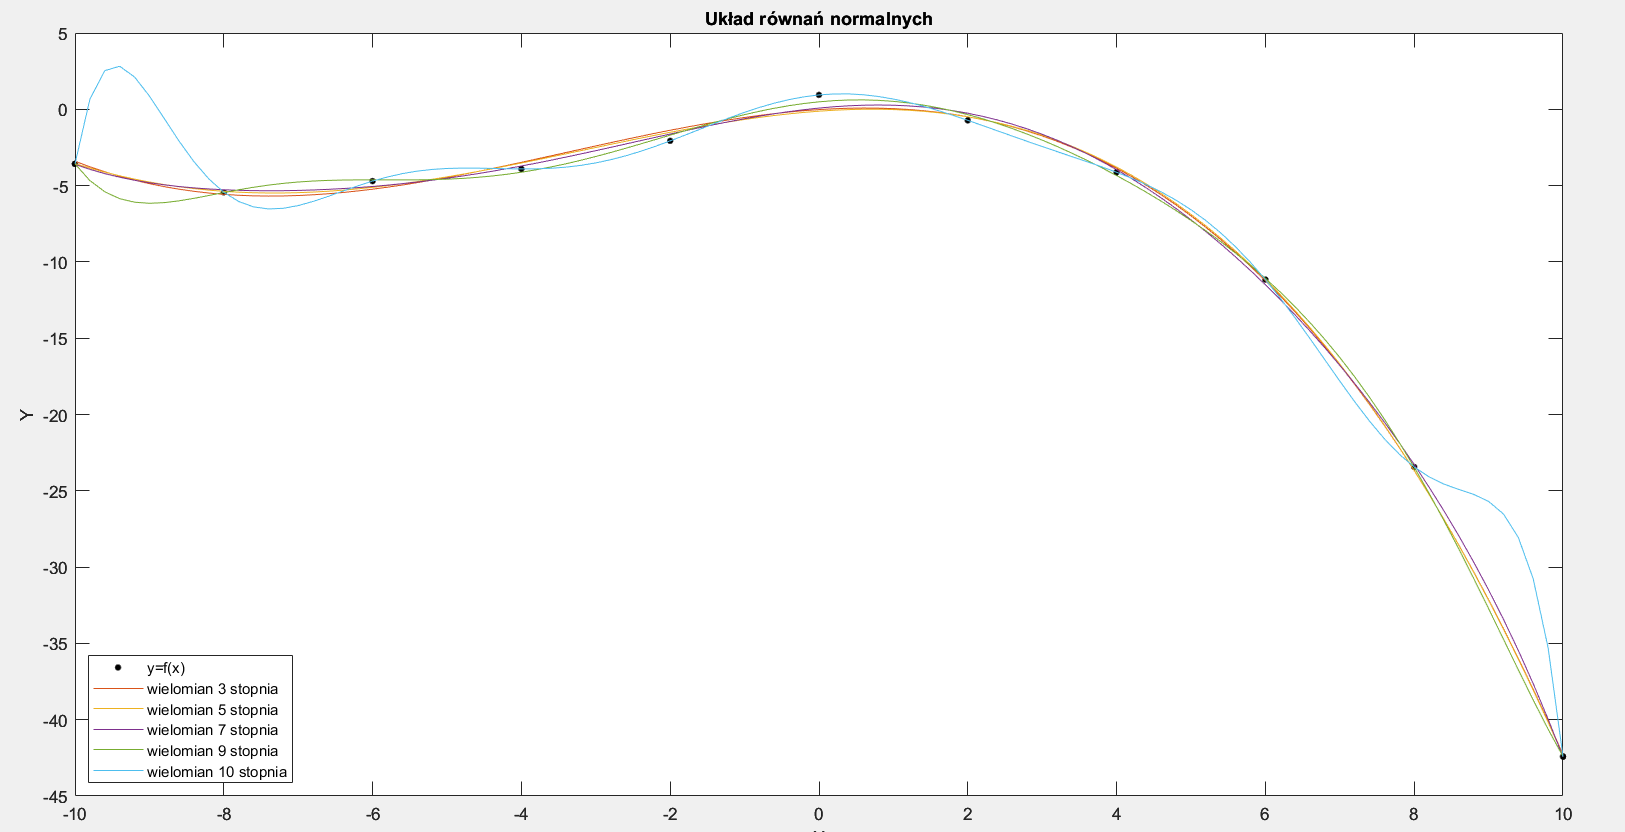 Układ równań normalnych
5
0
-5
-10
-15
-20
-25
-30
-35
-40
-45
Y
y=f(x)
wielomian 3 stopnia
wielomian 5 stopnia
wielomian 7 stopnia
wielomian 9 stopnia
wielomian 10 stopnia
-10 -8 -6 -4 -2 0 2 4 6 8 10